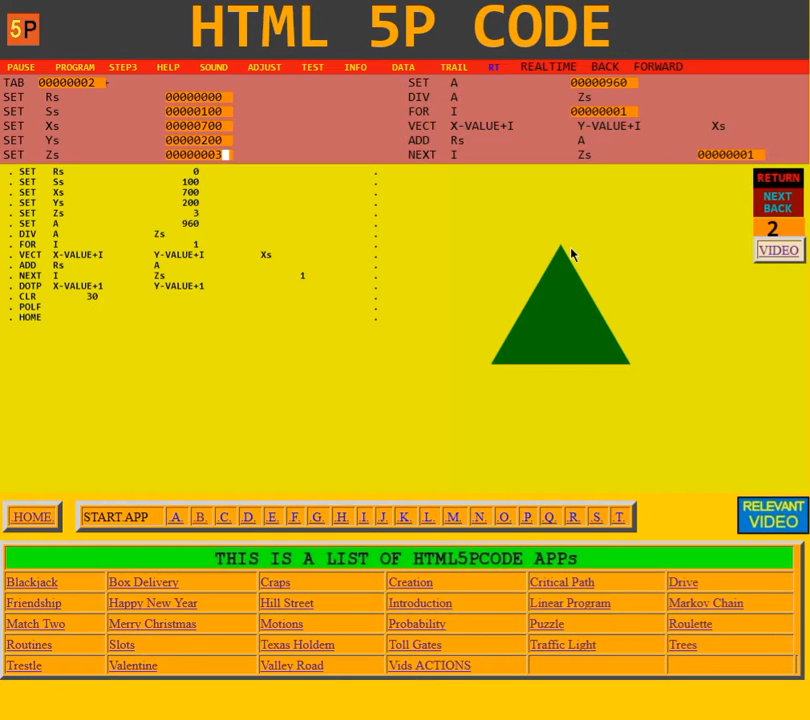 5P
HTML 5P CODE
PAUSE PROGRAM STEP3 HELP SOUND ADJUST TEST INFO DATA TRAIL RT REALTIME BACK FORWARD
TAB 00000002 +
SET Rs 00000000
SET Ss 00000100
SET Xs 00000700
SET Ys 00000200
SET Zs 00000003
SET A 00000960
DIV A Zs
FOR I 00000001
VECT X-VALUE+I Y-VALUE+I Xs
ADD Rs A
NEXT I Zs 00000001
. SET Rs 0 .
. SET Ss 100 .
. SET Xs 700 .
. SET Ys 200 .
. SET Zs 3 .
. SET A 960 .
. DIV A Zs .
. FOR I 1 .
. VECT X-VALUE+I Y-VALUE+I Xs .
. ADD Rs A .
. NEXT I Zs 1 .
. DOTP X-VALUE+1 Y-VALUE+1 .
. CLR 30 .
. POLF .
. HOME .
RETURN
NEXT
BACK
2
VIDEO
.HOME.
START.APP .A. .B. .C. .D. .E. .F. .G. .H. .I. .J. .K. .L. .M. .N. .O. .P. .Q. .R. .S. .T.
RELEVANT
VIDEO
THIS IS A LIST OF HTML5PCODE APPs
Blackjack Box Delivery Craps Creation Critical Path Drive
Friendship Happy New Year Hill Street Introduction Linear Program Markov Chain
Match Two Merry Christmas Motions Probability Puzzle Roulette
Routines Slots Texas Holdem Toll Gates Traffic Light Trees
Trestle Valentine Valley Road Vids ACTIONS